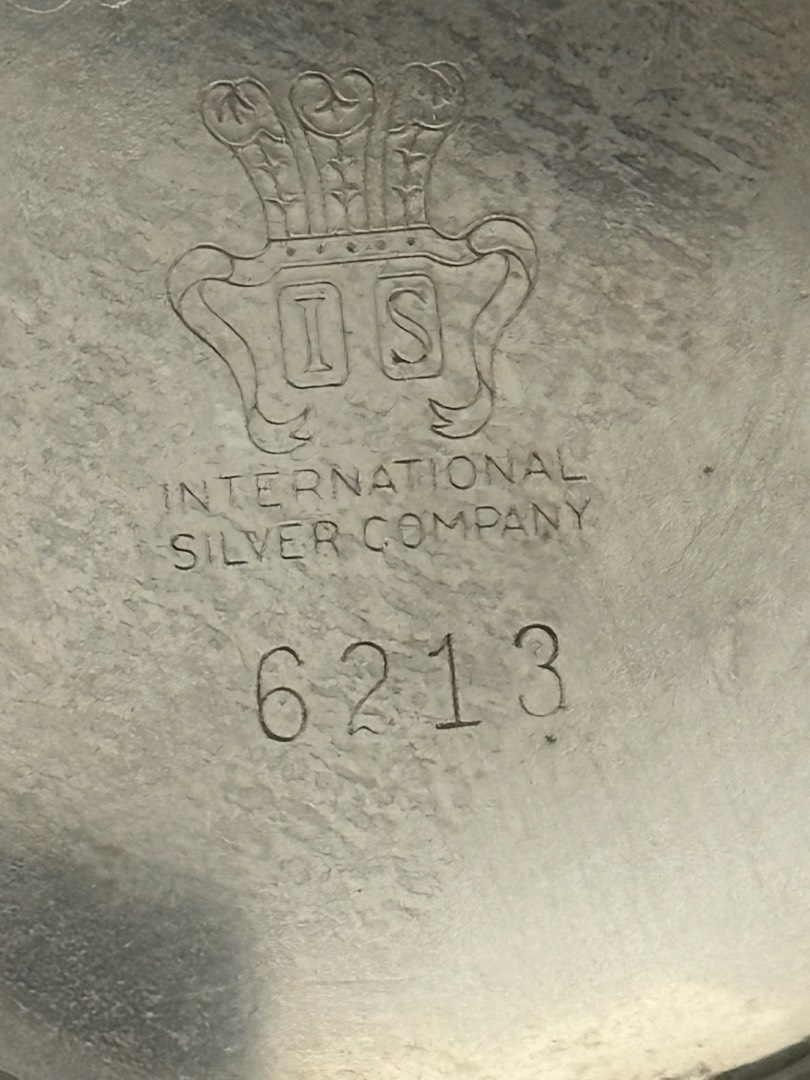 I S
INTERNATIONAL
SILVER COMPANY
6213